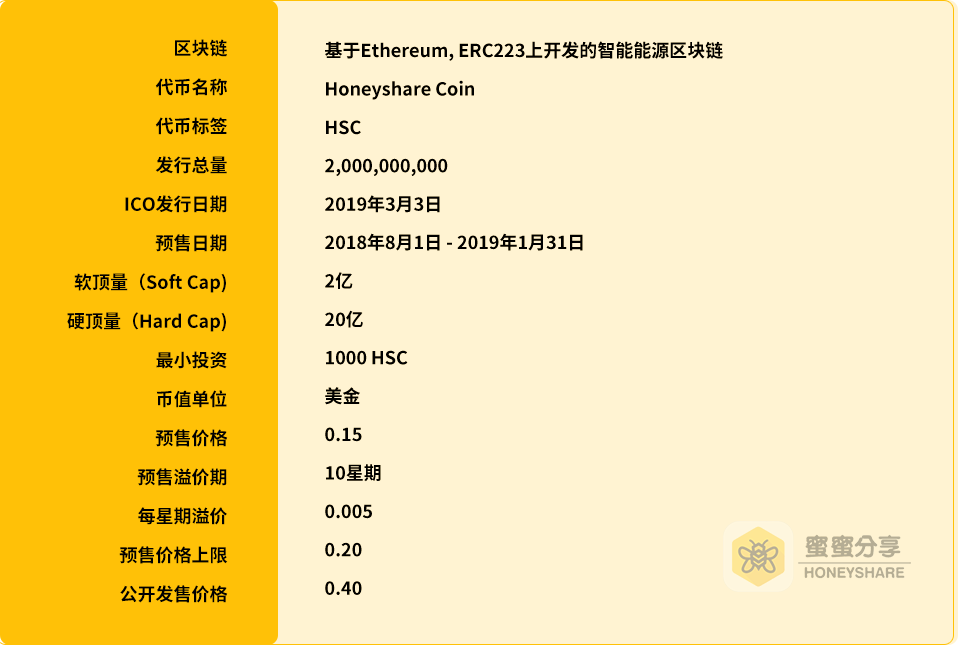 区块链 基于Ethereum, ERC223上开发的智能能源区块链
代币名称 Honeyshare Coin
代币标签 HSC
发行总量 2,000,000,000
ICO发行日期 2019年3月3日
预售日期 2018年8月1日 - 2019年1月31日
软顶量（Soft Cap) 2亿
硬顶量（Hard Cap) 20亿
最小投资 1000 HSC
币值单位 美金
预售价格 0.15
预售溢价期 10星期
每星期溢价 0.005
预售价格上限 0.20
公开发售价格 0.40
蜜蜜分享
HONEYSHARE